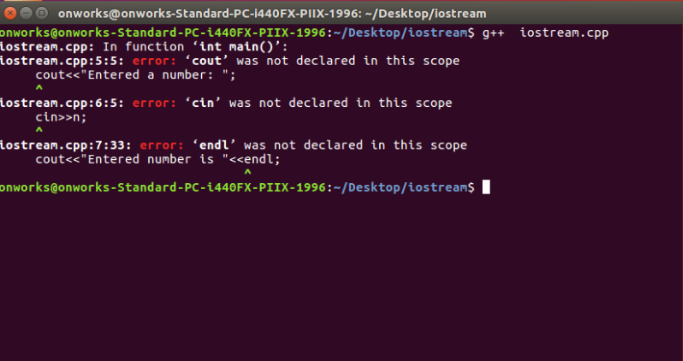 onworks@onworks-Standard-PC-i440FX-PIIX-1996: ~/Desktop/iostream
onworks@onworks-Standard-PC-i440FX-PIIX-1996:~/Desktop/iostream$ g++  iostream.cpp
iostream.cpp: In function ‘int main()’:
iostream.cpp:5:5: error: ‘cout’ was not declared in this scope
     cout<<"Entered a number: ";
     ^
iostream.cpp:6:5: error: ‘cin’ was not declared in this scope
     cin>>n;
     ^
iostream.cpp:7:33: error: ‘endl’ was not declared in this scope
     cout<<"Entered number is "<<endl;
                                 ^
onworks@onworks-Standard-PC-i440FX-PIIX-1996:~/Desktop/iostream$